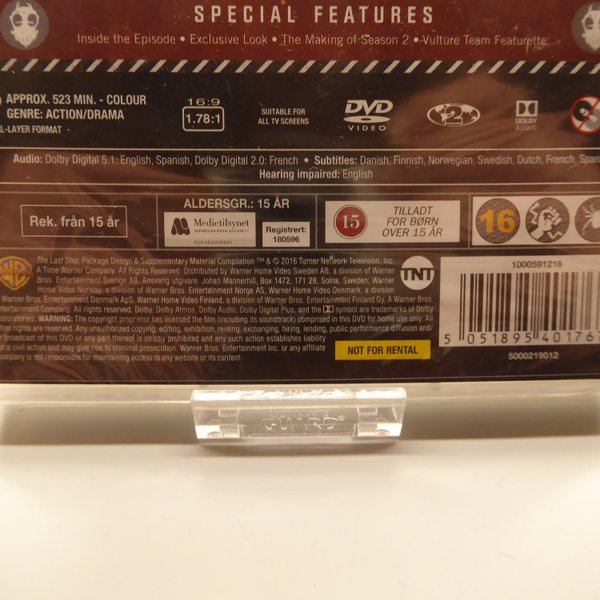 SPECIAL FEATURES
Inside the Episode • Exclusive Look • The Making of Season 2 • Vulture Team Featurette
APPROX. 523 MIN. - COLOUR
GENRE: ACTION/DRAMA
L-LAYER FORMAT
16:9
1.78:1
SUITABLE FOR
ALL TV SCREENS
DVD
VIDEO
2
DOLBY
AUDIO
Audio: Dolby Digital 5.1: English, Spanish, Dolby Digital 2.0: French • Subtitles: Danish, Finnish, Norwegian, Swedish, Dutch, French, Span
Hearing impaired: English
Rek. från 15 år
ALDERSGR.: 15 ÅR
Medietilsynet
Registrert:
180596
15
TILLADT
FOR BØRN
OVER 15 ÅR
16
The Last Ship, Package Design & Supplementary Material Compilation ™ & © 2016 Turner Network Television, Inc.
A Time Warner Company. All Rights Reserved. Distributed by Warner Home Video Sweden AB, a division of Warner
Bros. Entertainment Sverige AB, Ansvarig utgivare: Johan Mannerhill, Box 1472, 171 28, Solna, Sweden; Warner
Home Video Norway, a division of Warner Bros. Entertainment Norge AS, Warner Home Video Denmark, a division of
Warner Bros. Entertainment Danmark ApS, Warner Home Video Finland, a division of Warner Bros. Entertainment Finland Oy. A Warner
Bros. Entertainment Company. All rights reserved. Dolby, Dolby Atmos, Dolby Audio, Dolby Digital Plus, and the DD symbol are trademarks of Dolby
aboratories. WARNING: The copyright proprietor has licensed the film (including its soundtrack) comprised in this DVD for home use only. All
her rights are reserved. Any unauthorized copying, editing, exhibition, renting, exchanging, hiring, lending, public performance diffusion and/
r broadcast of this DVD or any part thereof is strictly prohibited and any such action establishes liability
r a civil action and may give rise to criminal prosecution. Warner Bros. Entertainment Inc. or any affiliate
company is not responsible for maintaining access to any website or its content.
WB
TNT
NOT FOR RENTAL
1000591216
5 051895 40176
5000219012
GUARD®